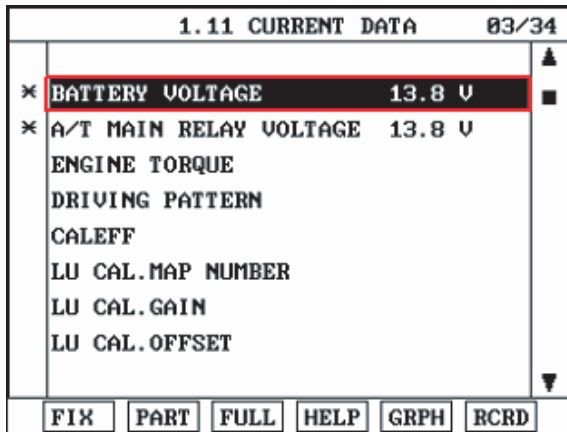 1.11 CURRENT DATA 03/34
* BATTERY VOLTAGE 13.8 V
* A/T MAIN RELAY VOLTAGE 13.8 V
ENGINE TORQUE
DRIVING PATTERN
CALEFF
LU CAL.MAP NUMBER
LU CAL.GAIN
LU CAL.OFFSET
FIX PART FULL HELP GRPH RCRD